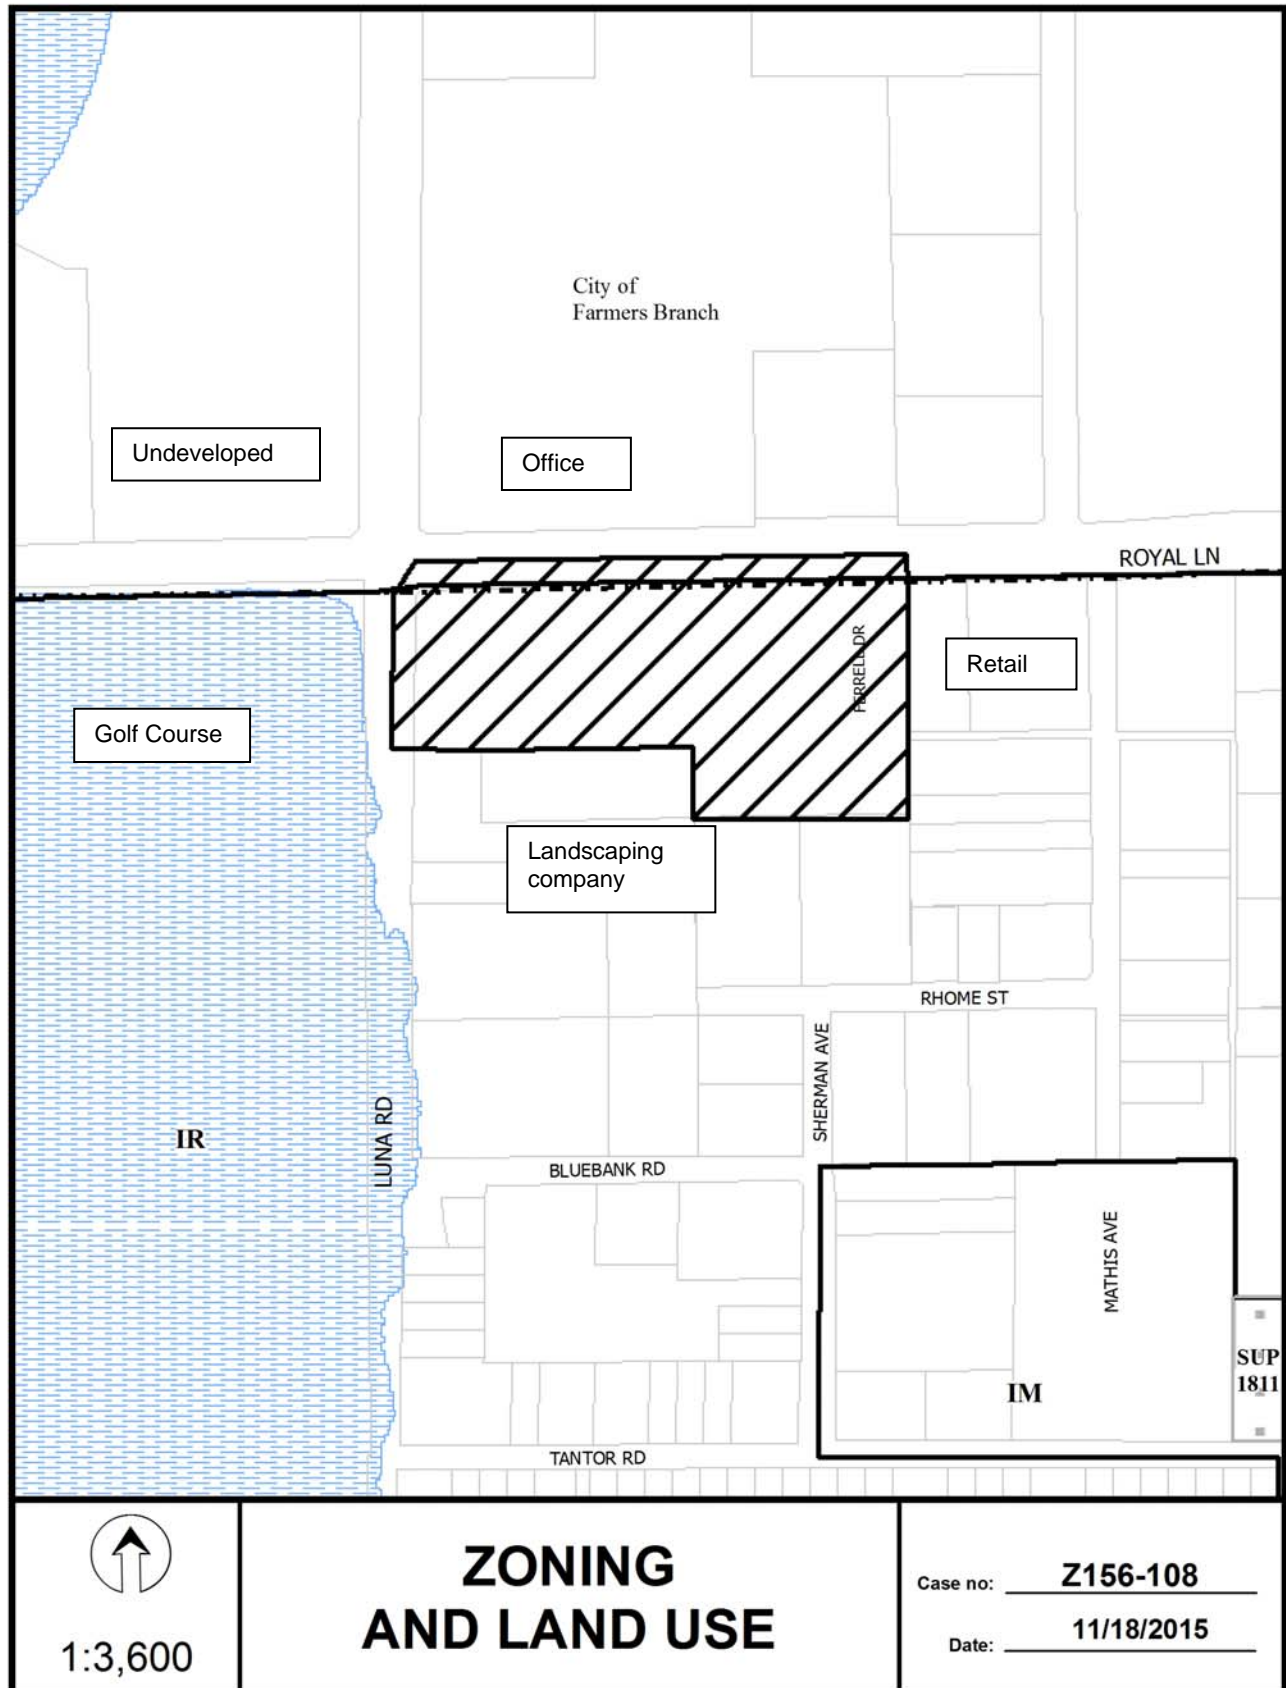 City of
Farmers Branch
Undeveloped
Office
ROYAL LN
FERRELL DR
Retail
Golf Course
Landscaping
company
RHOME ST
SHERMAN AVE
LUNA RD
IR
BLUEBANK RD
MATHIS AVE
SUP
1811
IM
TANTOR RD
1:3,600
ZONING
AND LAND USE
Case no: Z156-108
Date: 11/18/2015